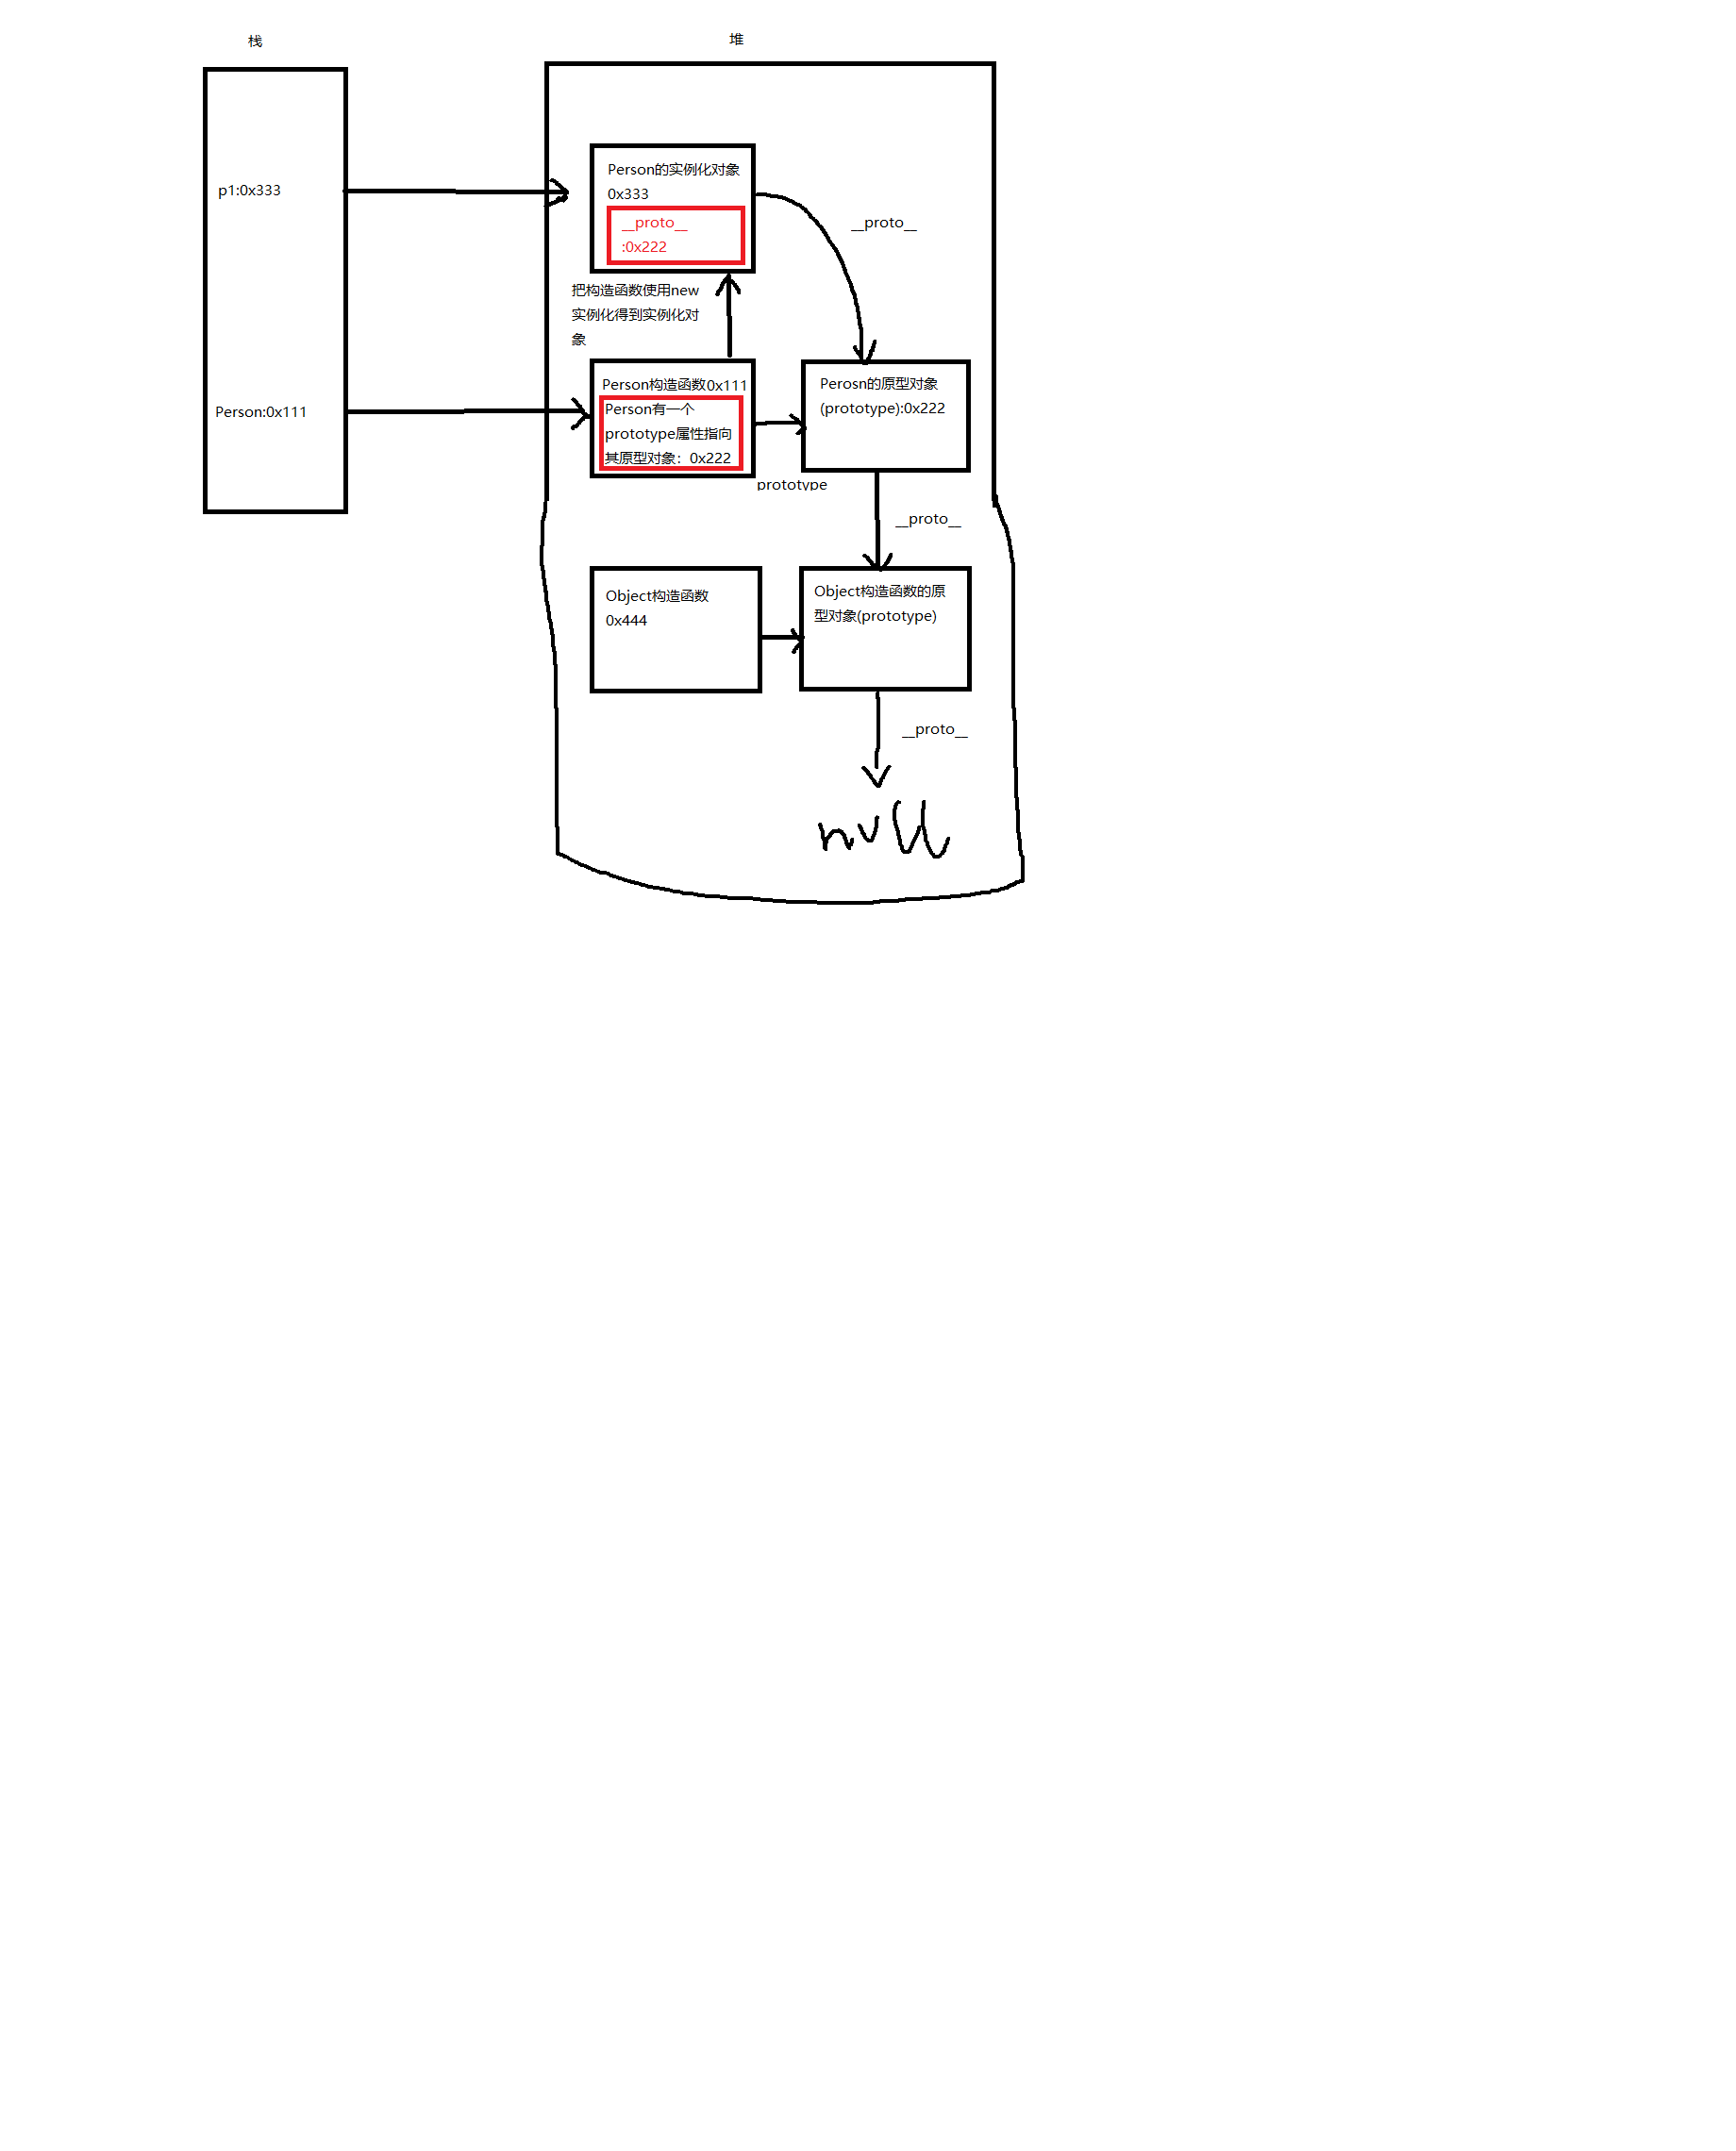 栈
堆
p1:0x333
Person的实例化对象
0x333
__proto__
:0x222
__proto__
把构造函数使用new
实例化得到实例化对
象
Person:0x111
Person构造函数0x111
Person有一个
prototype属性指向
其原型对象：0x222
prototype
Perosn的原型对象
(prototype):0x222
__proto__
Object构造函数
0x444
Object构造函数的原
型对象(prototype)
__proto__
null